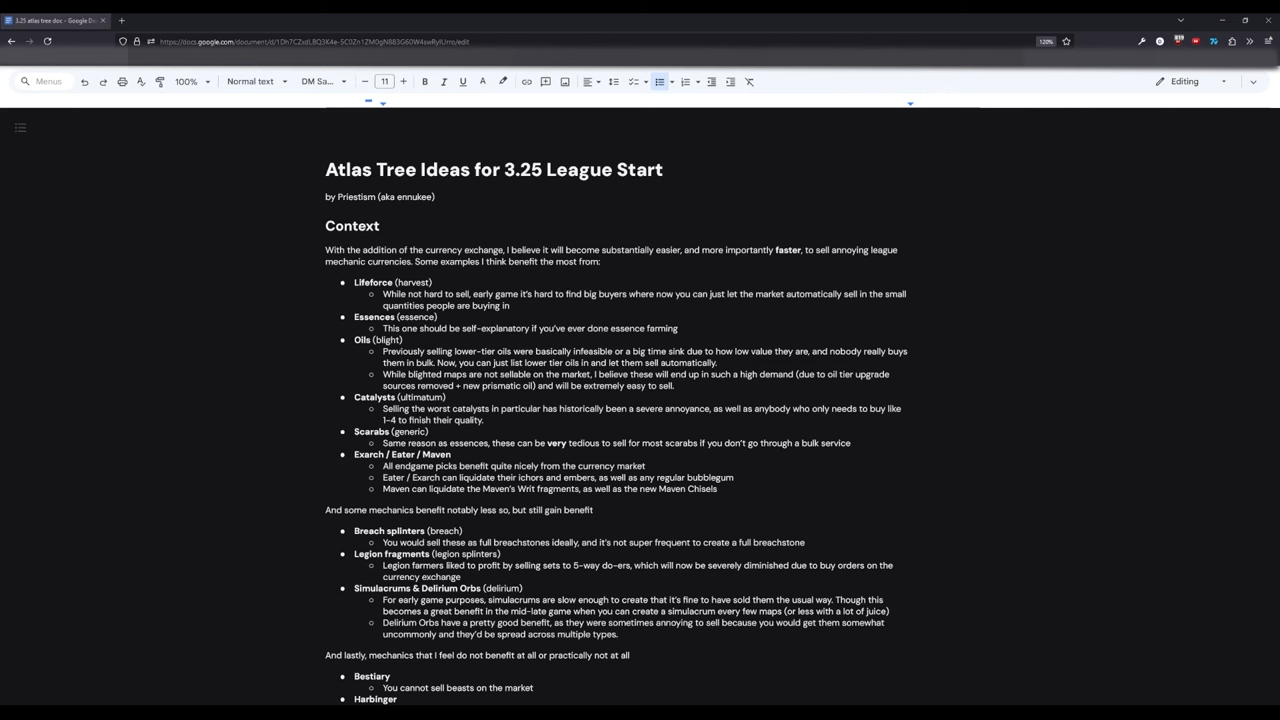 3.25 atlas tree doc - Google Do
Menus
100%
Normal text
DM Sa...
11
Editing
120%
Atlas Tree Ideas for 3.25 League Start
by Priestism (aka ennukee)
Context
With the addition of the currency exchange, I believe it will become substantially easier, and more importantly faster, to sell annoying league
mechanic currencies. Some examples I think benefit the most from:
● Lifeforce (harvest)
○ While not hard to sell, early game it's hard to find big buyers where now you can just let the market automatically sell in the small
quantities people are buying in
● Essences (essence)
○ This one should be self-explanatory if you've ever done essence farming
● Oils (blight)
○ Previously selling lower-tier oils were basically infeasible or a big time sink due to how low value they are, and nobody really buys
them in bulk. Now, you can just list lower tier oils in and let them sell automatically.
○ While blighted maps are not sellable on the market, I believe these will end up in such a high demand (due to oil tier upgrade
sources removed + new prismatic oil) and will be extremely easy to sell.
● Catalysts (ultimatum)
○ Selling the worst catalysts in particular has historically been a severe annoyance, as well as anybody who only needs to buy like
1-4 to finish their quality.
● Scarabs (generic)
○ Same reason as essences, these can be very tedious to sell for most scarabs if you don't go through a bulk service
● Exarch / Eater / Maven
○ All endgame picks benefit quite nicely from the currency market
○ Eater / Exarch can liquidate their ichors and embers, as well as any regular bubblegum
○ Maven can liquidate the Maven's Writ fragments, as well as the new Maven Chisels
And some mechanics benefit notably less so, but still gain benefit
● Breach splinters (breach)
○ You would sell these as full breachstones ideally, and it's not super frequent to create a full breachstone
● Legion fragments (legion splinters)
○ Legion farmers liked to profit by selling sets to 5-way do-ers, which will now be severely diminished due to buy orders on the
currency exchange
● Simulacrums & Delirium Orbs (delirium)
○ For early game purposes, simulacrums are slow enough to create that it's fine to have sold them the usual way. Though this
becomes a great benefit in the mid-late game when you can create a simulacrum every few maps (or less with a lot of juice)
○ Delirium Orbs have a pretty good benefit, as they were sometimes annoying to sell because you would get them somewhat
uncommonly and they'd be spread across multiple types.
And lastly, mechanics that I feel do not benefit at all or practically not at all
● Bestiary
○ You cannot sell beasts on the market
● Harbinger